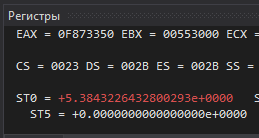 Регистры
EAX = 0F873350 EBX = 00553000 ECX =
CS = 0023 DS = 002B ES = 002B SS =
ST0 = +5.3843226432800293e+0000 S
ST5 = +0.0000000000000000e+0000